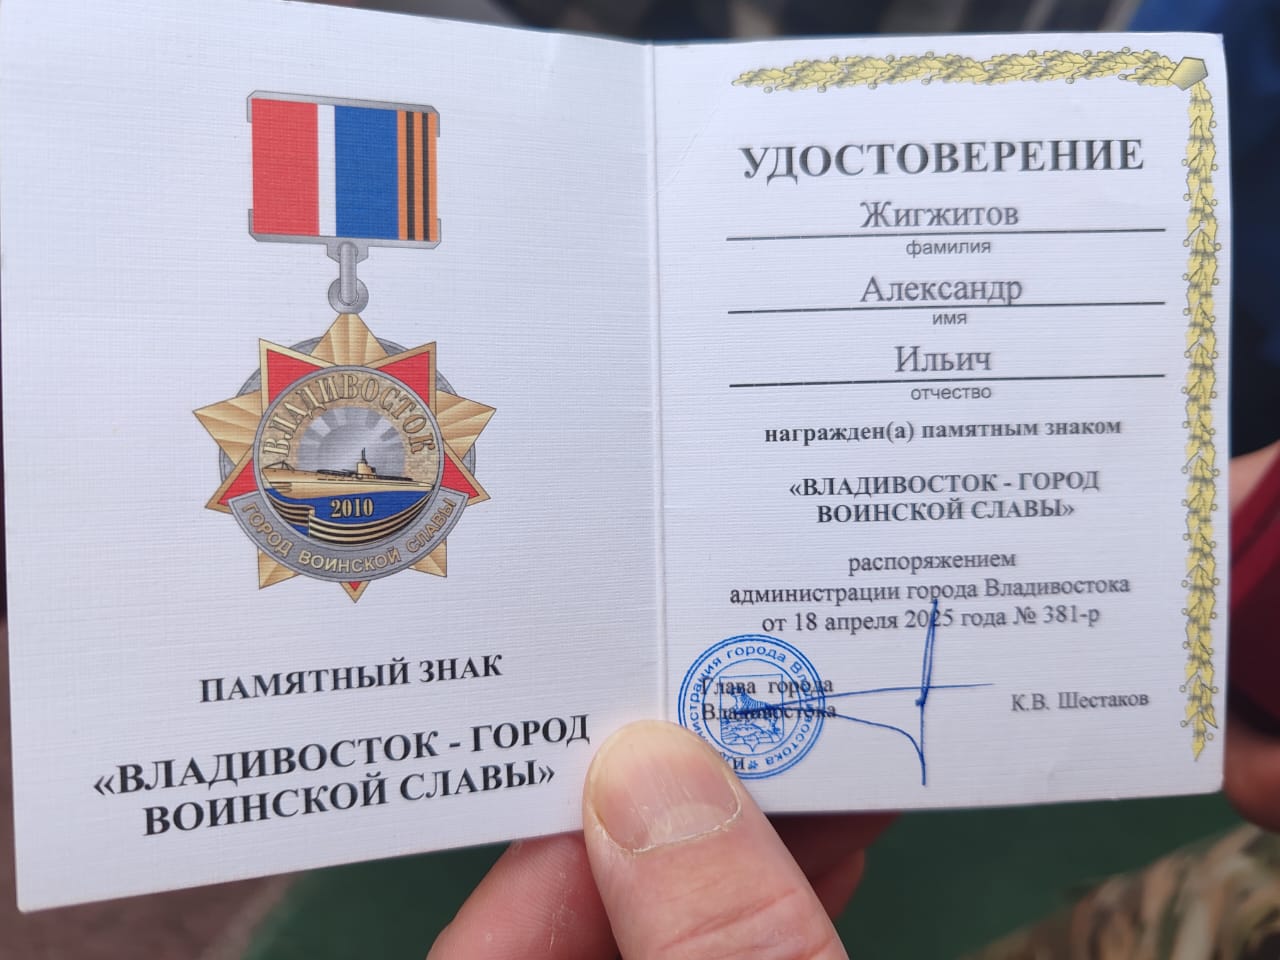 ВЛАДИВОСТОК
2010
ГОРОД ВОИНСКОЙ СЛАВЫ
ПАМЯТНЫЙ ЗНАК
«ВЛАДИВОСТОК - ГОРОД
ВОИНСКОЙ СЛАВЫ»
УДОСТОВЕРЕНИЕ
Жигжитов
фамилия
Александр
имя
Ильич
отчество
награжден(а) памятным знаком
«ВЛАДИВОСТОК - ГОРОД
ВОИНСКОЙ СЛАВЫ»
распоряжением
администрации города Владивостока
от 18 апреля 2025 года № 381-р
Глава города
Владивостока
К.В. Шестаков
города Владивостока